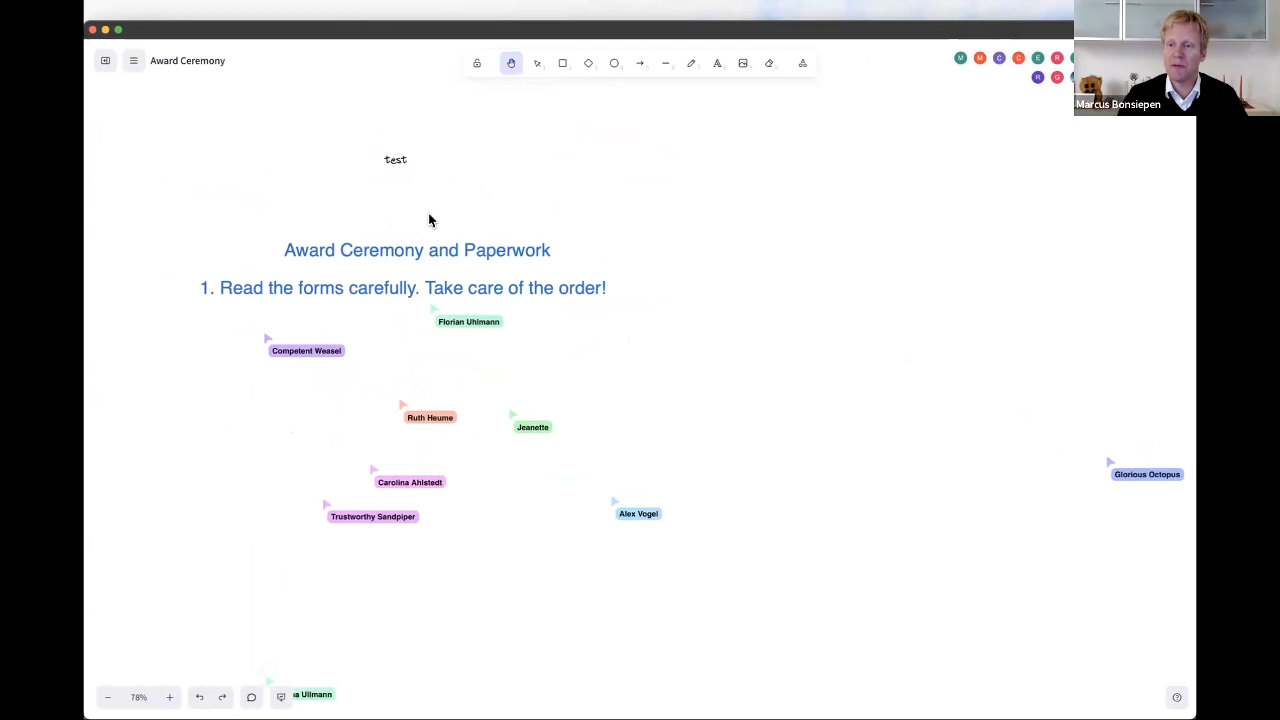 Award Ceremony
M M C C E R
R G
Marcus Bonsiepen
test
Award Ceremony and Paperwork
1. Read the forms carefully. Take care of the order!
Florian Uhlmann
Competent Weasel
Ruth Heume
Jeanette
Glorious Octopus
Carolina Ahlstedt
Alex Vogel
Trustworthy Sandpiper
Ullmann
78%